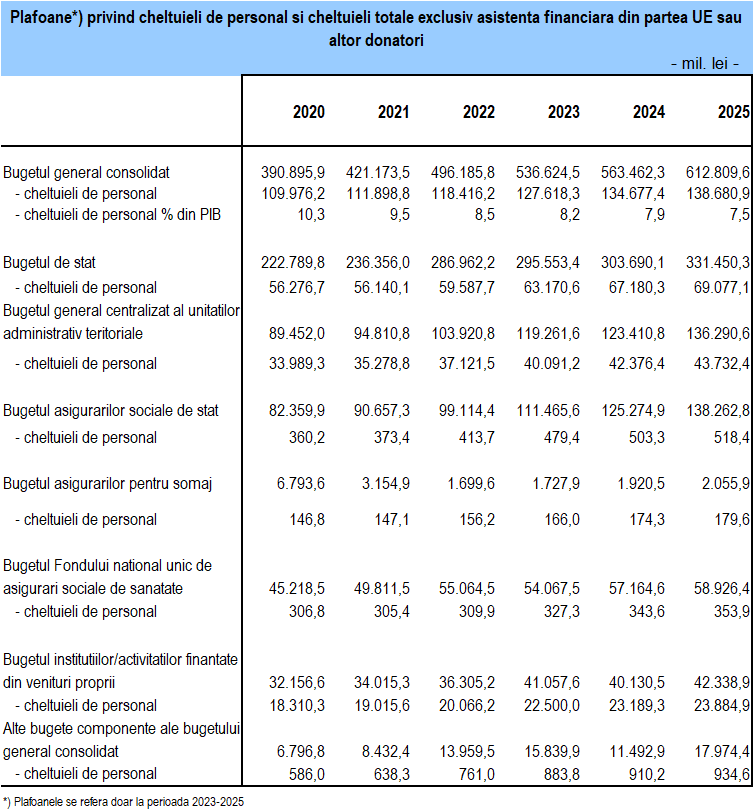 Plafoane*) privind cheltuieli de personal si cheltuieli totale exclusiv asistenta financiara din partea UE sau
altor donatori
- mil. lei -
2020 2021 2022 2023 2024 2025
Bugetul general consolidat 390.895,9 421.173,5 496.185,8 536.624,5 563.462,3 612.809,6
- cheltuieli de personal 109.976,2 111.898,8 118.416,2 127.618,3 134.677,4 138.680,9
- cheltuieli de personal % din PIB 10,3 9,5 8,5 8,2 7,9 7,5
Bugetul de stat 222.789,8 236.356,0 286.962,2 295.553,4 303.690,1 331.450,3
- cheltuieli de personal 56.276,7 56.140,1 59.587,7 63.170,6 67.180,3 69.077,1
Bugetul general centralizat al unitatilor
administrativ teritoriale 89.452,0 94.810,8 103.920,8 119.261,6 123.410,8 136.290,6
- cheltuieli de personal 33.989,3 35.278,8 37.121,5 40.091,2 42.376,4 43.732,4
Bugetul asigurarilor sociale de stat 82.359,9 90.657,3 99.114,4 111.465,6 125.274,9 138.262,8
- cheltuieli de personal 360,2 373,4 413,7 479,4 503,3 518,4
Bugetul asigurarilor pentru somaj 6.793,6 3.154,9 1.699,6 1.727,9 1.920,5 2.055,9
- cheltuieli de personal 146,8 147,1 156,2 166,0 174,3 179,6
Bugetul Fondului national unic de
asigurari sociale de sanatate 45.218,5 49.811,5 55.064,5 54.067,5 57.164,6 58.926,4
- cheltuieli de personal 306,8 305,4 309,9 327,3 343,6 353,9
Bugetul institutiilor/activitatilor finantate
din venituri proprii 32.156,6 34.015,3 36.305,2 41.057,6 40.130,5 42.338,9
- cheltuieli de personal 18.310,3 19.015,6 20.066,2 22.500,0 23.189,3 23.884,9
Alte bugete componente ale bugetului
general consolidat 6.796,8 8.432,4 13.959,5 15.839,9 11.492,9 17.974,4
- cheltuieli de personal 586,0 638,3 761,0 883,8 910,2 934,6
*) Plafoanele se refera doar la perioada 2023-2025